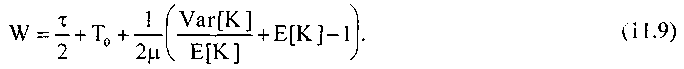 W = τ/2 + T₀ + 1/(2μ) ( Var[K]/E[K] + E[K] − 1 ). (11.9)